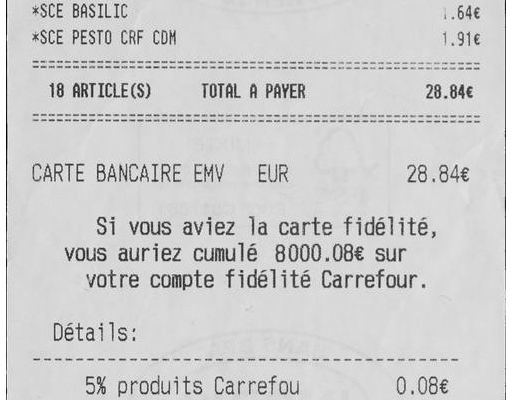 *SCE BASILIC 1.64€
*SCE PESTO CRF CDM 1.91€
18 ARTICLE(S) TOTAL A PAYER 28.84€
CARTE BANCAIRE EMV EUR 28.84€
Si vous aviez la carte fidélité,
vous auriez cumulé 8000.08€ sur
votre compte fidélité Carrefour.
Détails:
5% produits Carrefou 0.08€